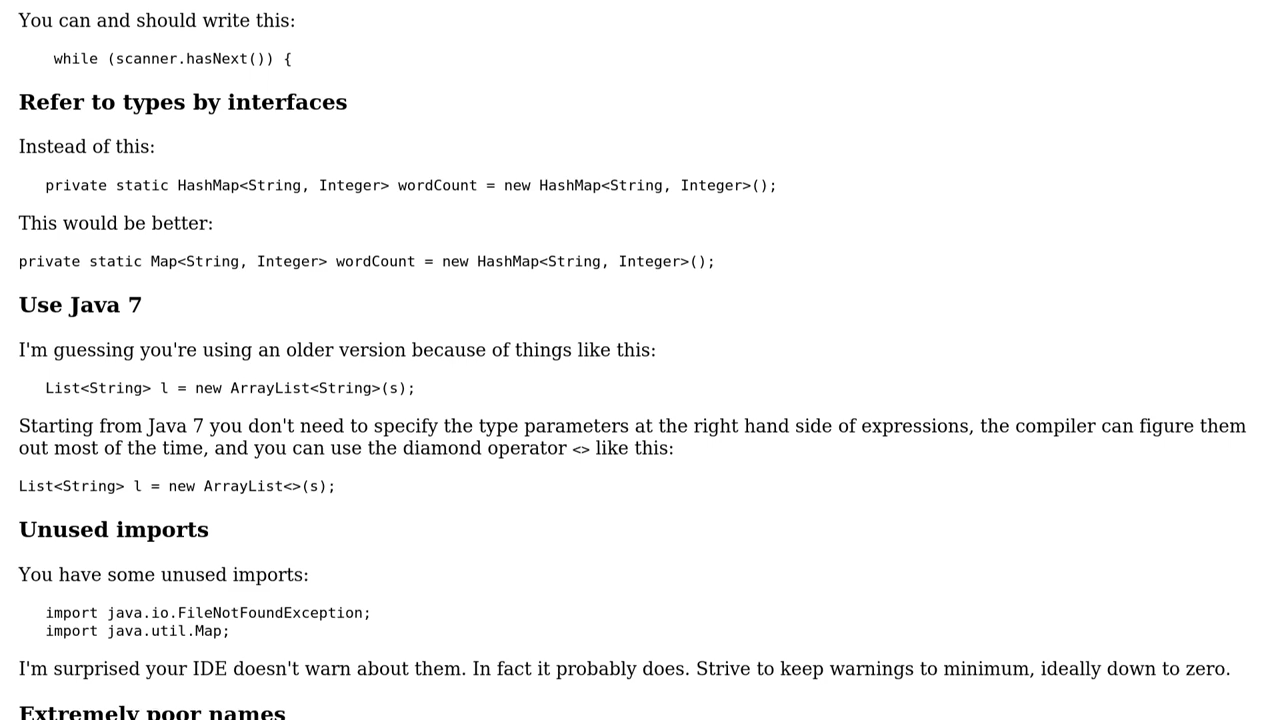 You can and should write this:
while (scanner.hasNext()) {
Refer to types by interfaces
Instead of this:
private static HashMap<String, Integer> wordCount = new HashMap<String, Integer>();
This would be better:
private static Map<String, Integer> wordCount = new HashMap<String, Integer>();
Use Java 7
I'm guessing you're using an older version because of things like this:
List<String> l = new ArrayList<String>(s);
Starting from Java 7 you don't need to specify the type parameters at the right hand side of expressions, the compiler can figure them
out most of the time, and you can use the diamond operator <> like this:
List<String> l = new ArrayList<>(s);
Unused imports
You have some unused imports:
import java.io.FileNotFoundException;
import java.util.Map;
I'm surprised your IDE doesn't warn about them. In fact it probably does. Strive to keep warnings to minimum, ideally down to zero.
Extremely poor names